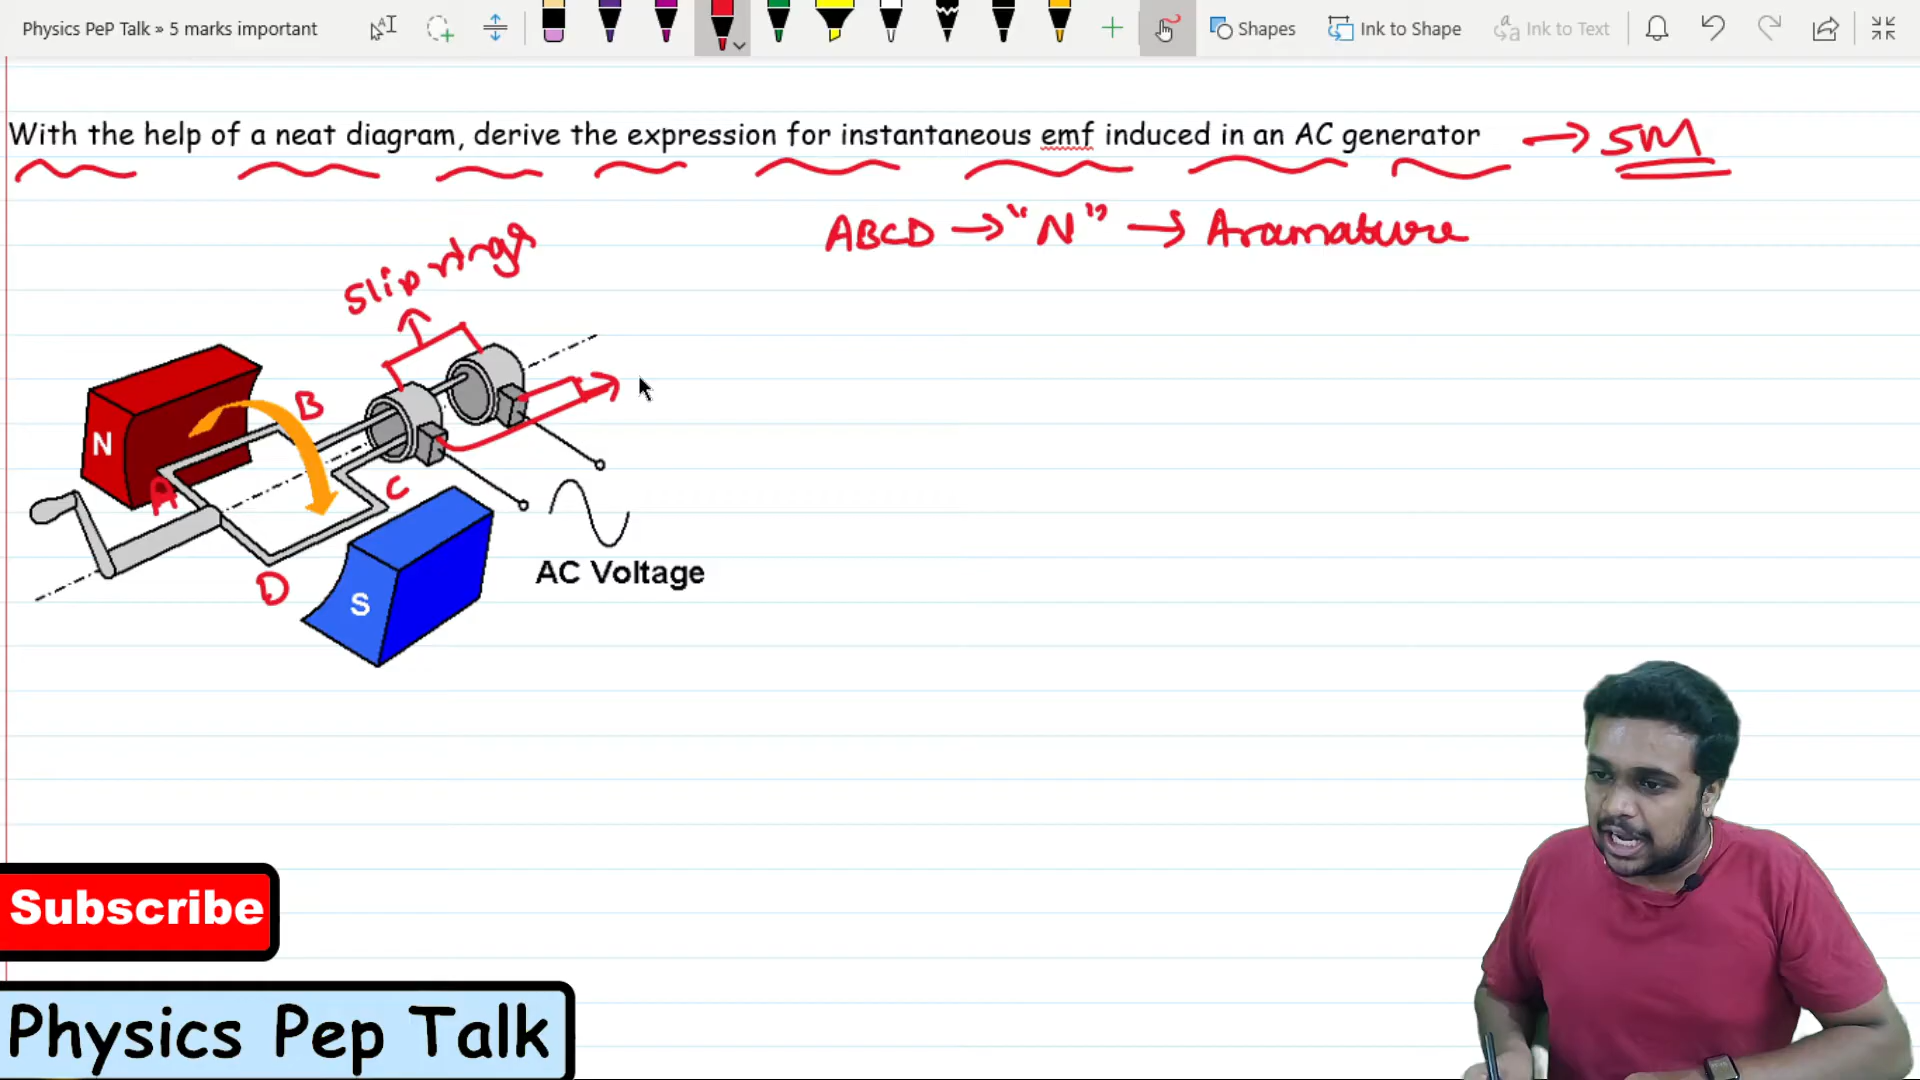 Physics PeP Talk » 5 marks important
Shapes
Ink to Shape
Ink to Text
With the help of a neat diagram, derive the expression for instantaneous emf induced in an AC generator → 5M
ABCD → "N" → Aramature
Slip rings
B
N
A
C
D
S
AC Voltage
Subscribe
Physics Pep Talk